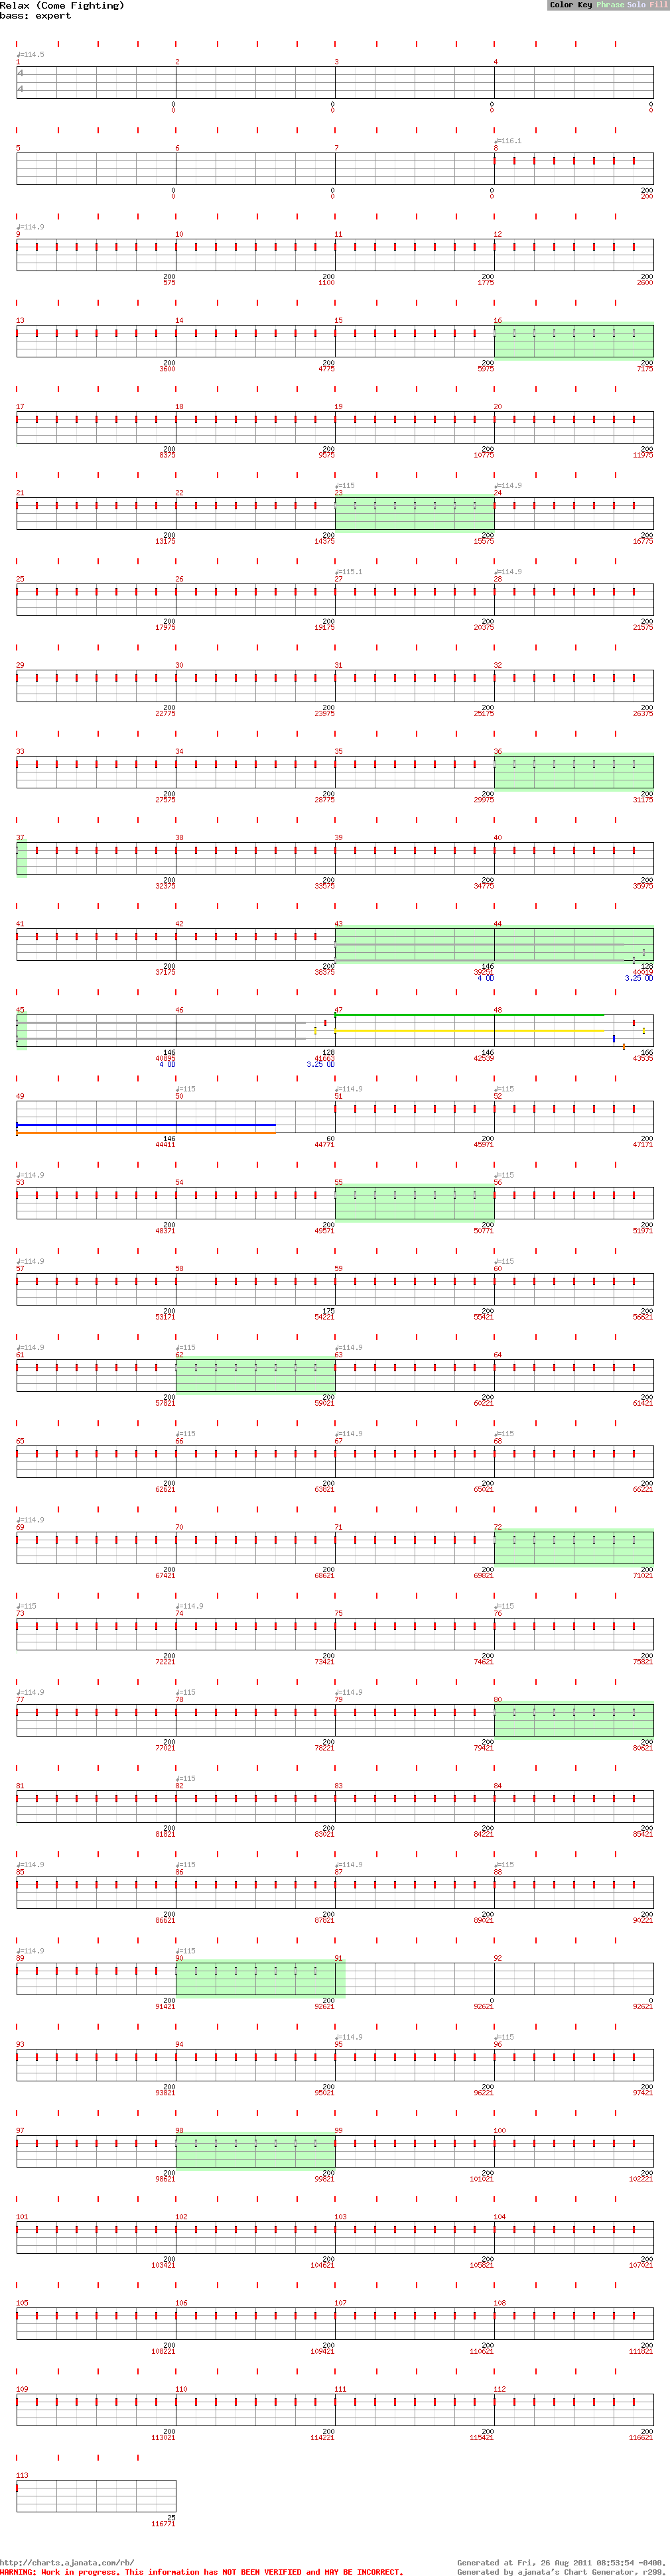 Relax (Come Fighting)
bass: expert
Color Key Phrase Solo Fill
♩=114.5
1 2 3 4
4
4
0 0 0 0
0 0 0 0
♩=116.1
5 6 7 8
0 0 0 200
0 0 0 200
♩=114.9
9 10 11 12
200 200 200 200
575 1100 1775 2600
13 14 15 16
200 200 200 200
3600 4775 5975 7175
17 18 19 20
200 200 200 200
8375 9575 10775 11975
♩=115 ♩=114.9
21 22 23 24
200 200 200 200
13175 14375 15575 16775
♩=115.1 ♩=114.9
25 26 27 28
200 200 200 200
17975 19175 20375 21575
29 30 31 32
200 200 200 200
22775 23975 25175 26375
33 34 35 36
200 200 200 200
27575 28775 29975 31175
37 38 39 40
200 200 200 200
32375 33575 34775 35975
41 42 43 44
200 200 146 128
37175 38375 39251 40019
4 OD 3.25 OD
45 46 47 48
146 128 146 166
40895 41663 42539 43535
4 OD 3.25 OD
♩=115 ♩=114.9 ♩=115
49 50 51 52
146 60 200 200
44411 44771 45971 47171
♩=114.9 ♩=115
53 54 55 56
200 200 200 200
48371 49571 50771 51971
♩=114.9 ♩=115
57 58 59 60
200 175 200 200
53171 54221 55421 56621
♩=114.9 ♩=115 ♩=114.9
61 62 63 64
200 200 200 200
57821 59021 60221 61421
♩=115 ♩=114.9 ♩=115
65 66 67 68
200 200 200 200
62621 63821 65021 66221
♩=114.9
69 70 71 72
200 200 200 200
67421 68621 69821 71021
♩=115 ♩=114.9 ♩=115
73 74 75 76
200 200 200 200
72221 73421 74621 75821
♩=114.9 ♩=115 ♩=114.9
77 78 79 80
200 200 200 200
77021 78221 79421 80621
♩=115
81 82 83 84
200 200 200 200
81821 83021 84221 85421
♩=114.9 ♩=115 ♩=114.9 ♩=115
85 86 87 88
200 200 200 200
86621 87821 89021 90221
♩=114.9 ♩=115
89 90 91 92
200 200 0 0
91421 92621 92621 92621
♩=114.9 ♩=115
93 94 95 96
200 200 200 200
93821 95021 96221 97421
97 98 99 100
200 200 200 200
98621 99821 101021 102221
101 102 103 104
200 200 200 200
103421 104621 105821 107021
105 106 107 108
200 200 200 200
108221 109421 110621 111821
109 110 111 112
200 200 200 200
113021 114221 115421 116621
113
25
116771
http://charts.ajanata.com/rb/
Generated at Fri, 26 Aug 2011 08:53:54 -0400.
WARNING: Work in progress. This information has NOT BEEN VERIFIED and MAY BE INCORRECT.
Generated by ajanata's Chart Generator, r299.